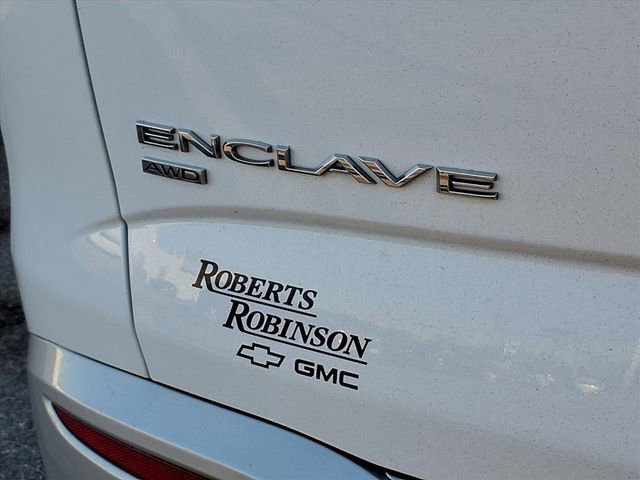 ENCLAVE
AWD
ROBERTS
ROBINSON
GMC